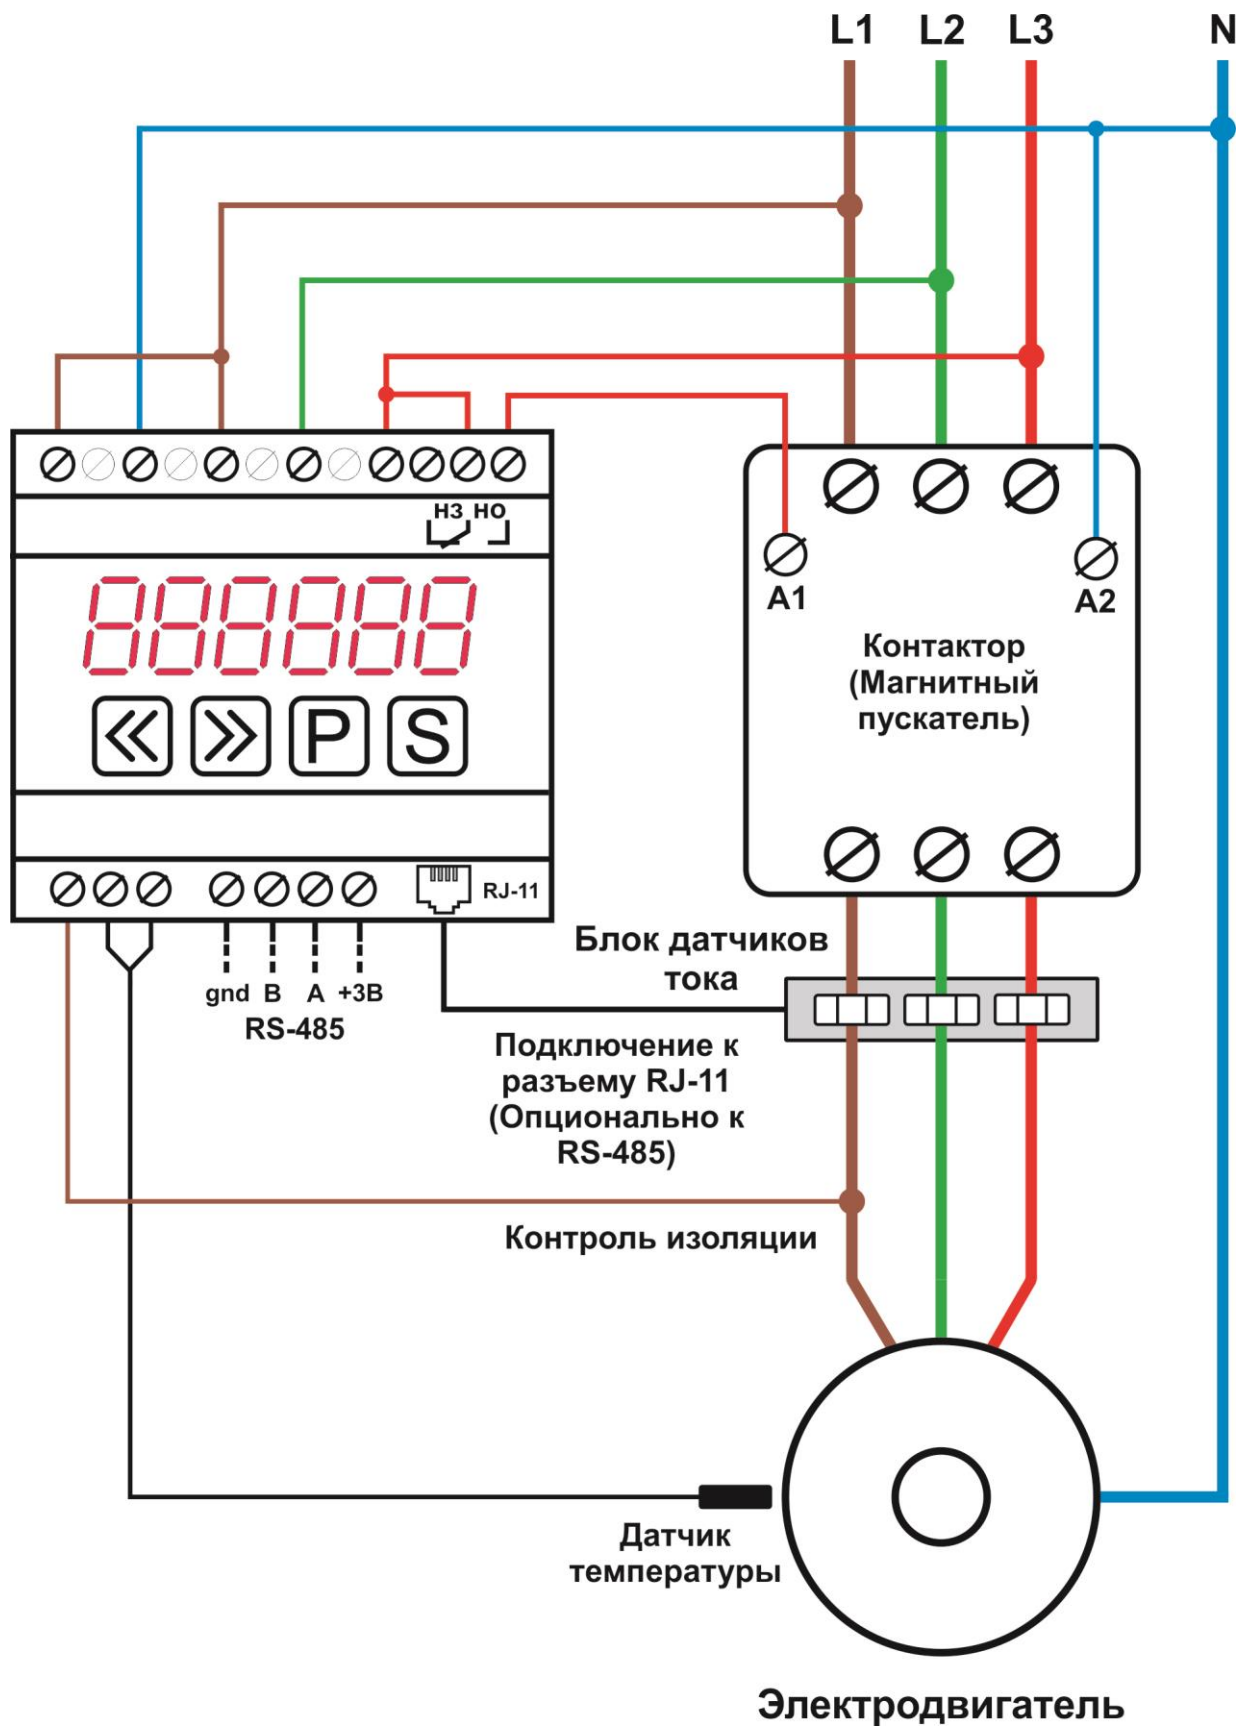 L1 L2 L3 N
НЗ НО
888888
P S
A1 A2
Контактор
(Магнитный
пускатель)
RJ-11
gnd B A +3В
RS-485
Блок датчиков
тока
Подключение к
разъему RJ-11
(Опционально к
RS-485)
Контроль изоляции
Датчик
температуры
Электродвигатель